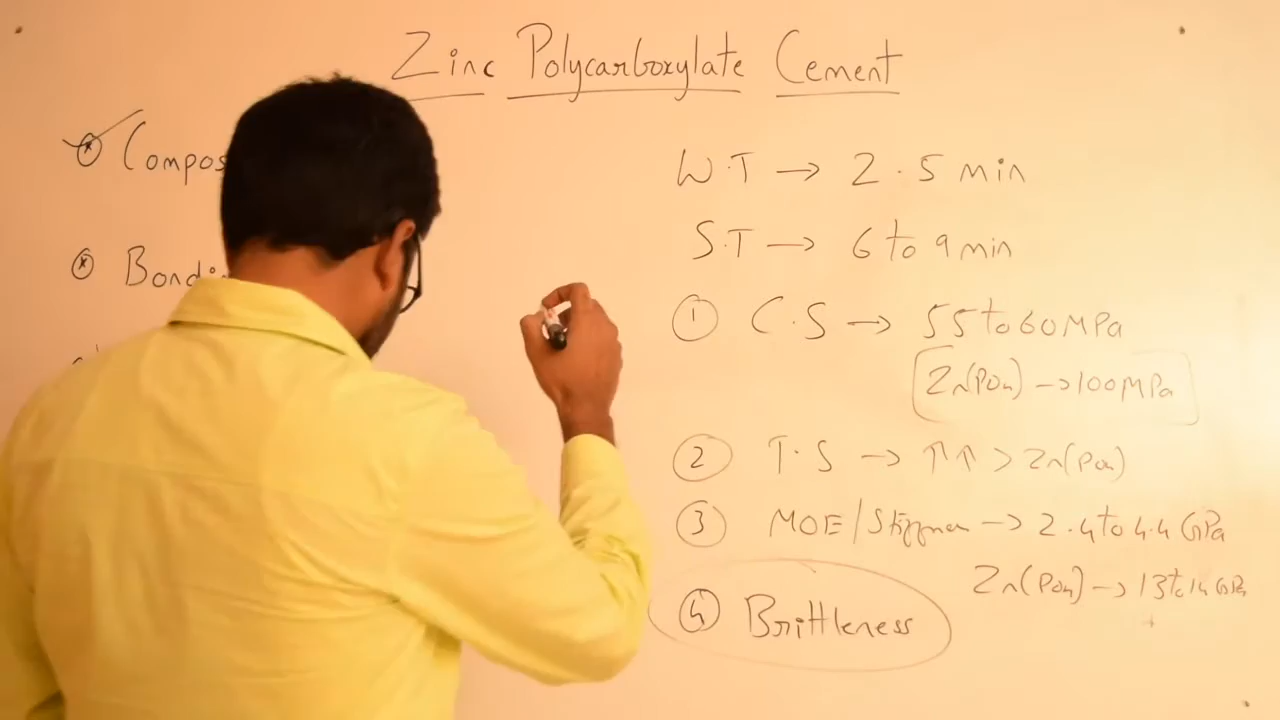 Zinc Polycarboxylate Cement
Compos
Bondi
W.T → 2.5 min
S.T → 6 to 9 min
① C.S → 55 to 60 MPa
Zn(PO4) → 100 MPa
② T.S → ↑↑ > Zn(PO4)
③ MOE/Stiffness → 2.4 to 4.4 GPa
Zn(PO4) → 13 to 14 GPa
④ Brittleness